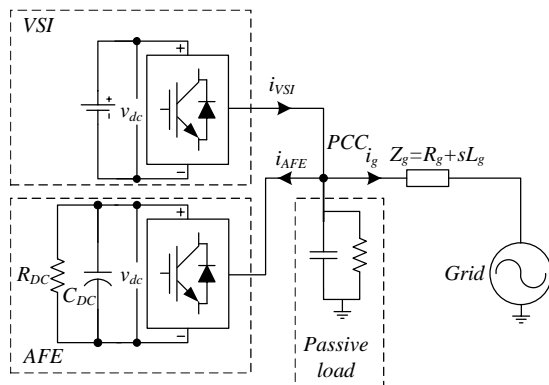 VSI
+
+
v_dc
−
i_VSI
PCC
i_AFE
i_g
Z_g=R_g+sL_g
+
R_DC
C_DC
v_dc
−
AFE
Grid
Passive
load